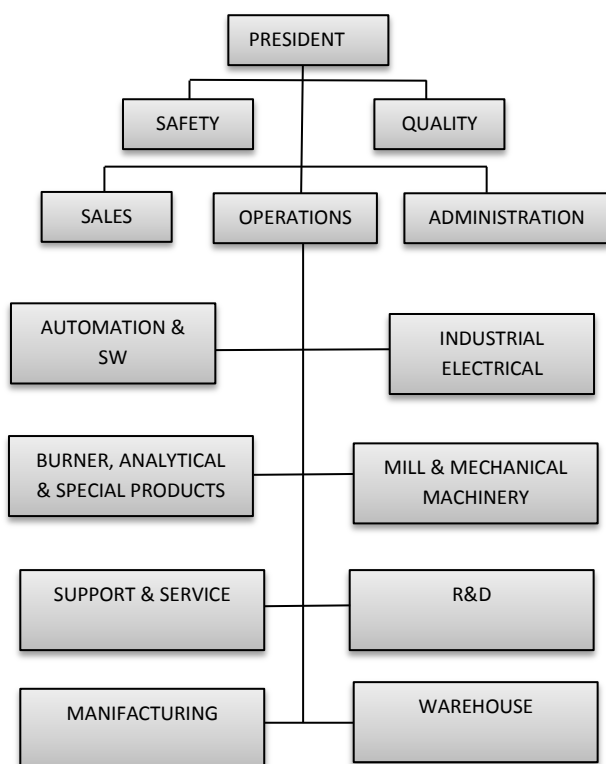 PRESIDENT
SAFETY
QUALITY
SALES
OPERATIONS
ADMINISTRATION
AUTOMATION &
SW
INDUSTRIAL
ELECTRICAL
BURNER, ANALYTICAL
& SPECIAL PRODUCTS
MILL & MECHANICAL
MACHINERY
SUPPORT & SERVICE
R&D
MANIFACTURING
WAREHOUSE